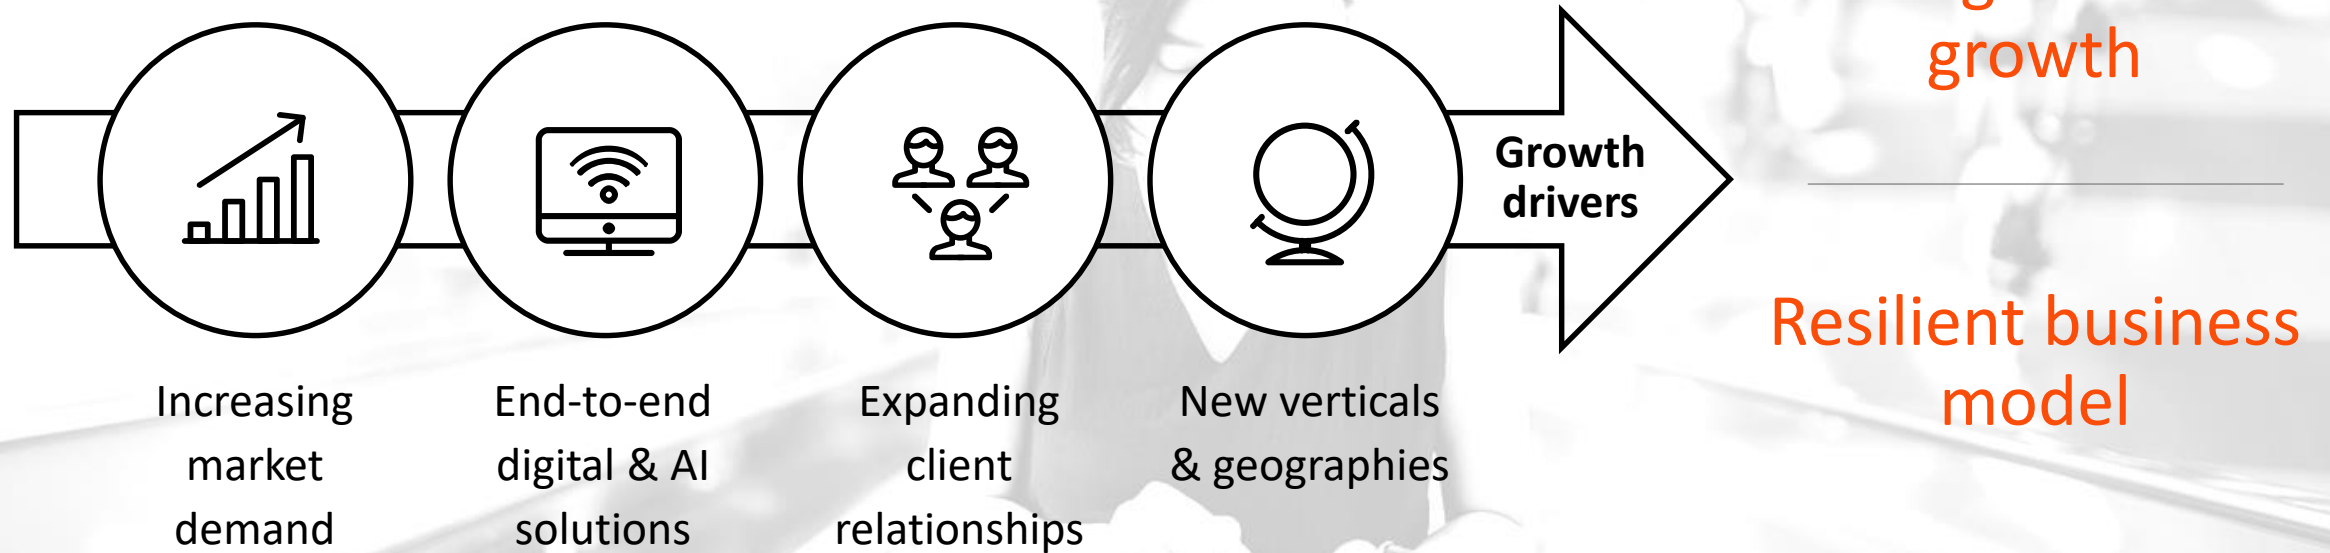 growth
Growth
drivers
Resilient business
model
Increasing
market
demand
End-to-end
digital & AI
solutions
Expanding
client
relationships
New verticals
& geographies